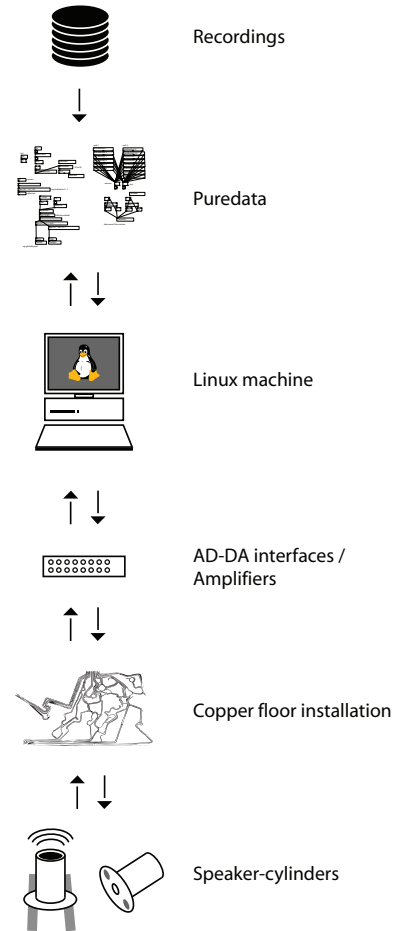 Recordings
Puredata
Linux machine
AD-DA interfaces /
Amplifiers
Copper floor installation
Speaker-cylinders